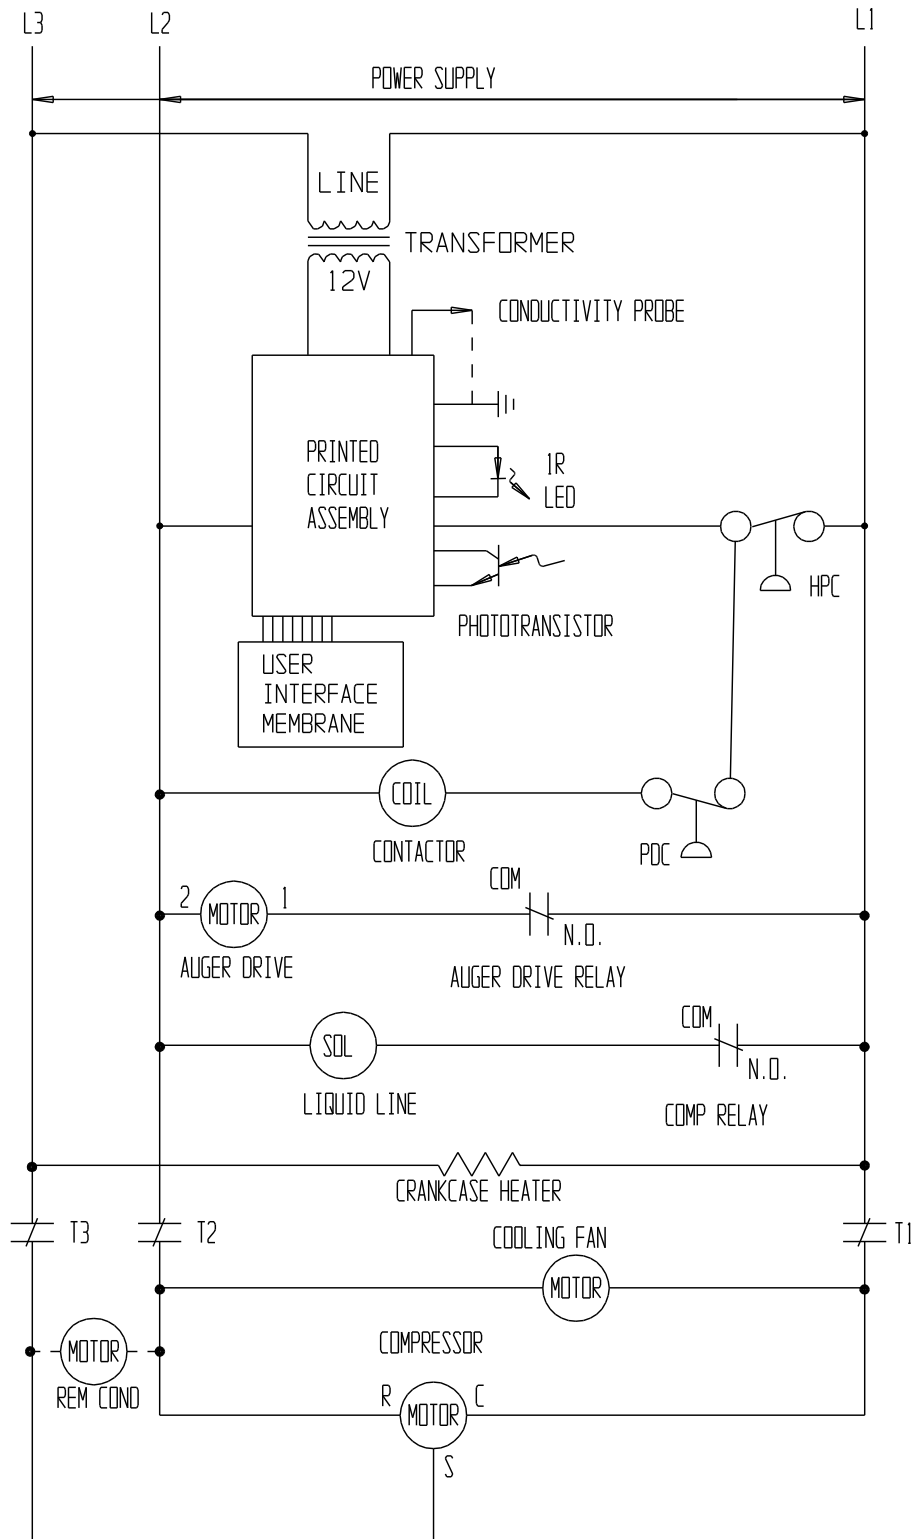 L3
L2
L1
POWER SUPPLY
LINE
TRANSFORMER
12V
CONDUCTIVITY PROBE
PRINTED
CIRCUIT
ASSEMBLY
1R
LED
HPC
PHOTOTRANSISTOR
USER
INTERFACE
MEMBRANE
COIL
CONTACTOR
PDC
COM
2
MOTOR
1
N.O.
AUGER DRIVE
AUGER DRIVE RELAY
COM
SOL
N.O.
LIQUID LINE
COMP RELAY
CRANKCASE HEATER
T3
T2
T1
COOLING FAN
MOTOR
COMPRESSOR
MOTOR
REM COND
R
C
MOTOR
S